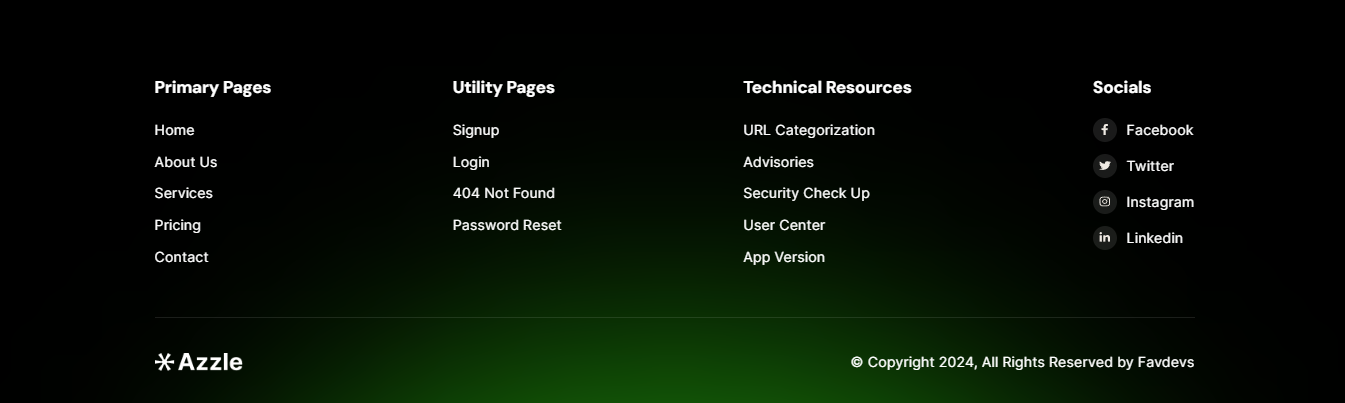 Primary Pages
Home
About Us
Services
Pricing
Contact
Utility Pages
Signup
Login
404 Not Found
Password Reset
Technical Resources
URL Categorization
Advisories
Security Check Up
User Center
App Version
Socials
Facebook
Twitter
Instagram
Linkedin
Azzle
© Copyright 2024, All Rights Reserved by Favdevs